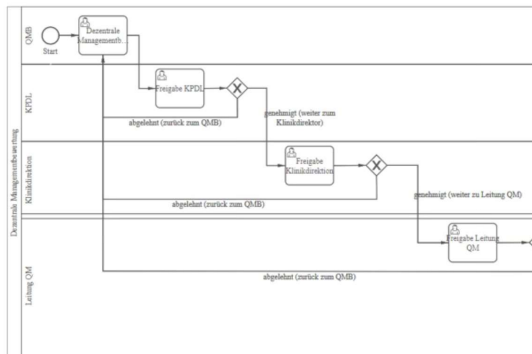 Dezentrale Managementbewertung
QMB
Start
Dezentrale
Managementb...
KPDL
Freigabe KPDL
abgelehnt (zurück zum QMB)
genehmigt (weiter zum
Klinikdirektor)
Klinikdirektion
Freigabe
Klinikdirektion
abgelehnt (zurück zum QMB)
genehmigt (weiter zu Leitung QM)
Leitung QM
Freigabe Leitung
QM
abgelehnt (zurück zum QMB)